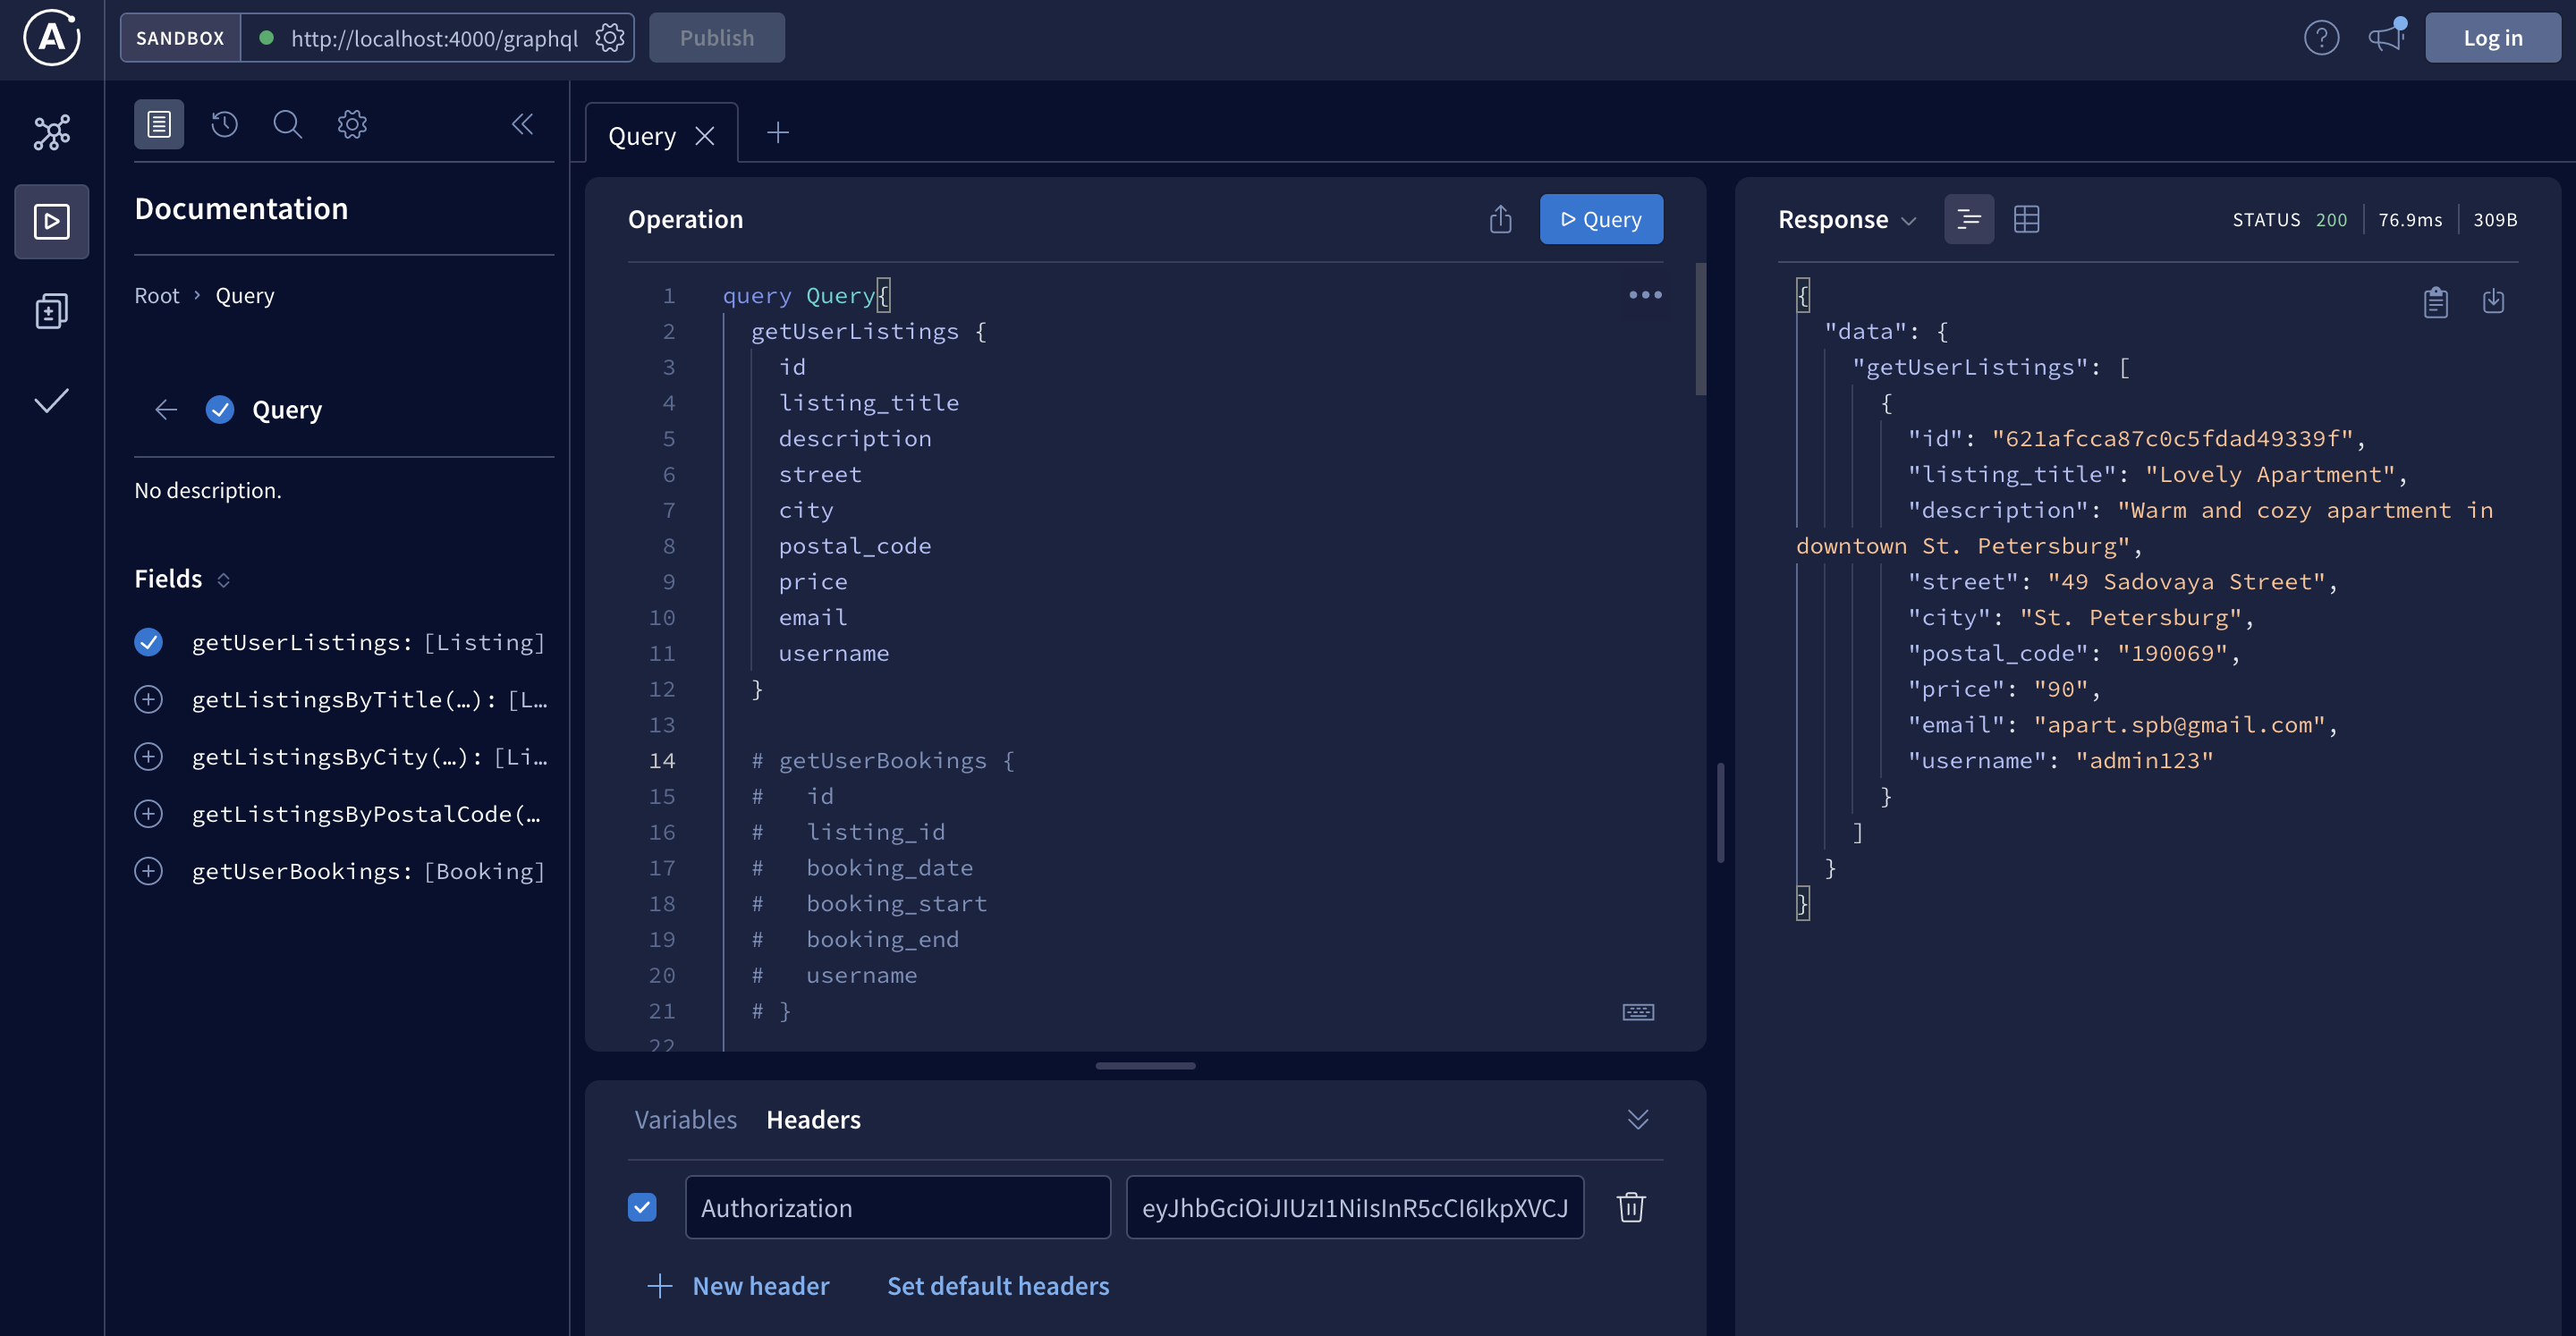 SANDBOX http://localhost:4000/graphql Publish Log in
Documentation
Root › Query
Query
No description.
Fields
getUserListings: [Listing]
getListingsByTitle(…): [L…
getListingsByCity(…): [Li…
getListingsByPostalCode(…
getUserBookings: [Booking]
Query
Operation
Query
1 query Query{
2 getUserListings {
3 id
4 listing_title
5 description
6 street
7 city
8 postal_code
9 price
10 email
11 username
12 }
13
14 # getUserBookings {
15 # id
16 # listing_id
17 # booking_date
18 # booking_start
19 # booking_end
20 # username
21 # }
22
Variables Headers
Authorization eyJhbGciOiJIUzI1NiIsInR5cCI6IkpXVCJ
New header Set default headers
Response STATUS 200 76.9ms 309B
{
"data": {
"getUserListings": [
{
"id": "621afcca87c0c5fdad49339f",
"listing_title": "Lovely Apartment",
"description": "Warm and cozy apartment in
downtown St. Petersburg",
"street": "49 Sadovaya Street",
"city": "St. Petersburg",
"postal_code": "190069",
"price": "90",
"email": "apart.spb@gmail.com",
"username": "admin123"
}
]
}
}